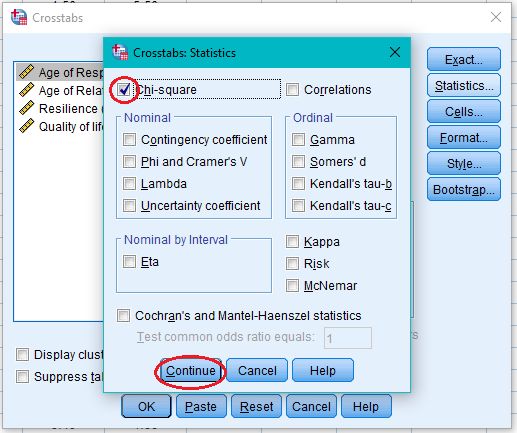 Crosstabs
Crosstabs: Statistics
Age of Resp
Age of Rela
Resilience (
Quality of life
Chi-square
Correlations
Nominal
Contingency coefficient
Phi and Cramer's V
Lambda
Uncertainty coefficient
Ordinal
Gamma
Somers' d
Kendall's tau-b
Kendall's tau-c
Nominal by Interval
Eta
Kappa
Risk
McNemar
Cochran's and Mantel-Haenszel statistics
Test common odds ratio equals: 1
Continue Cancel Help
Exact...
Statistics...
Cells...
Format...
Style...
Bootstrap...
Display clust
Suppress tab
OK Paste Reset Cancel Help